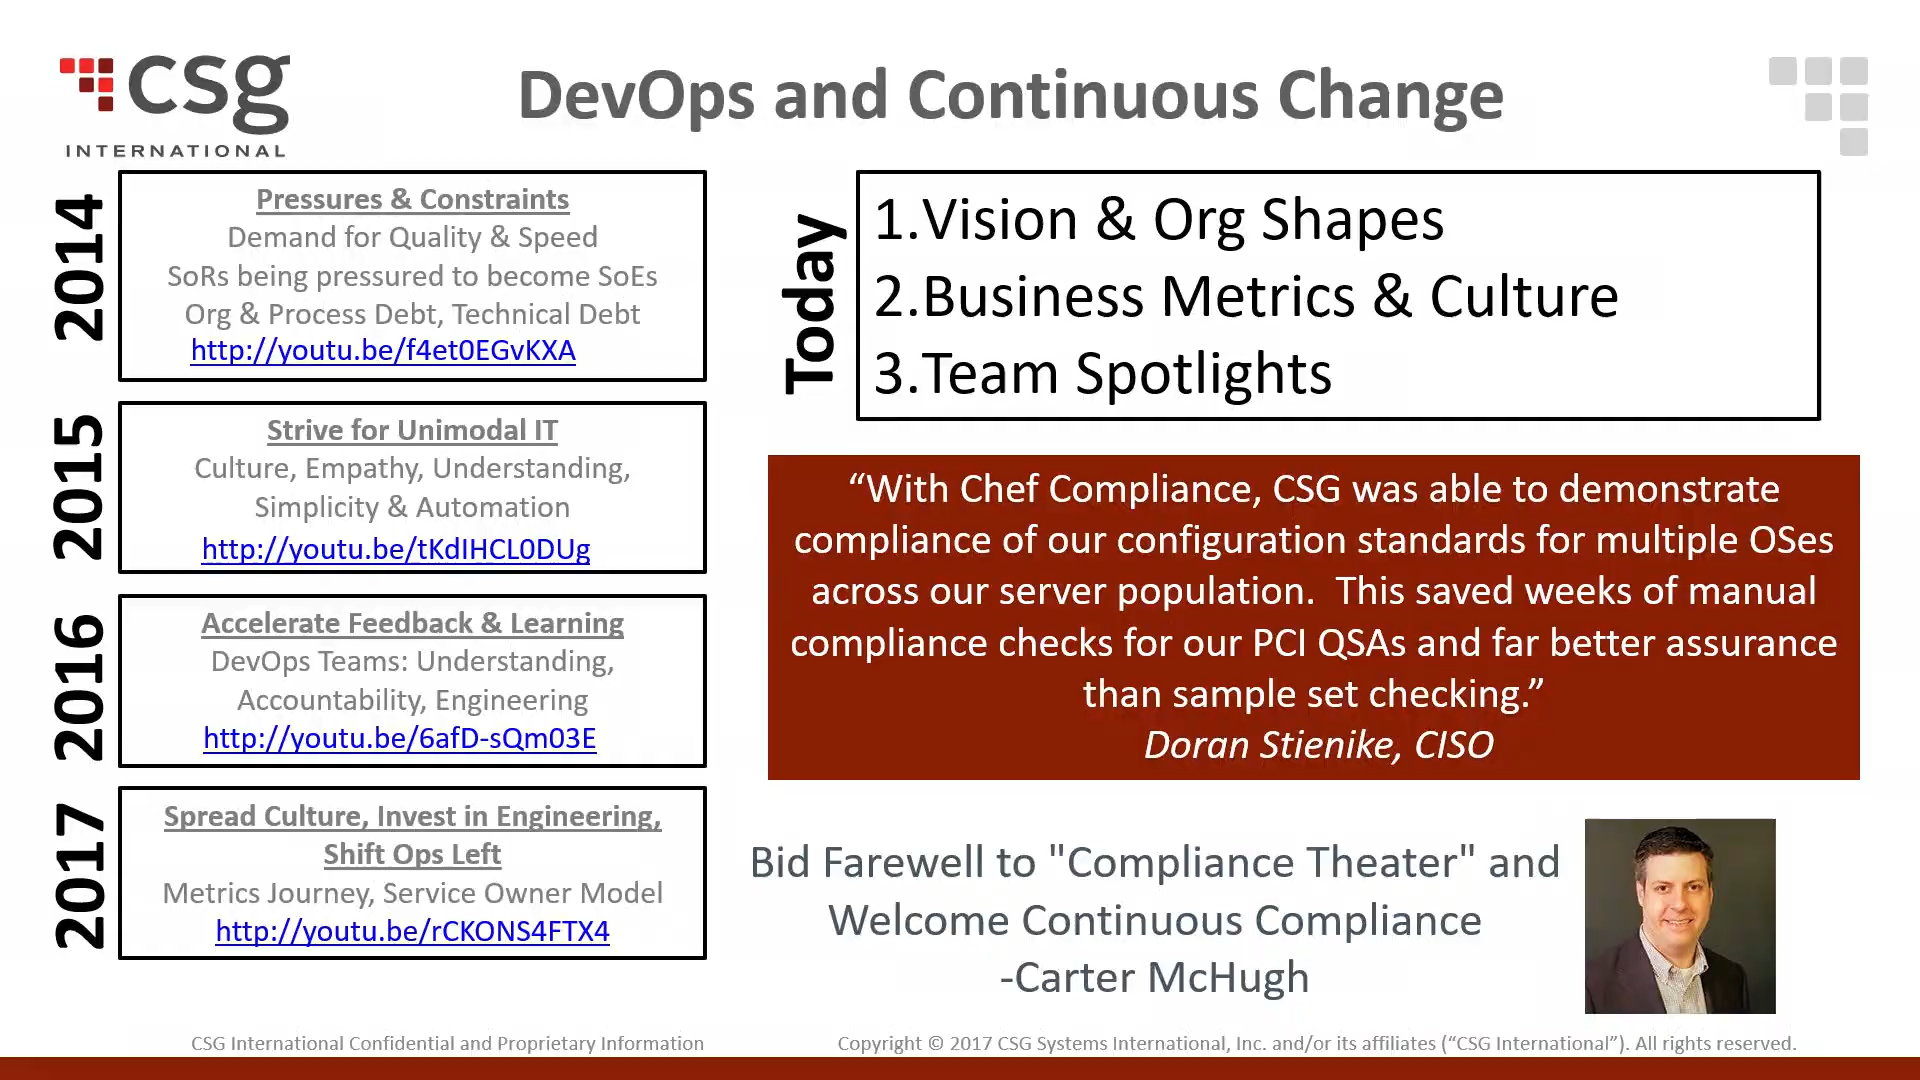 csg
INTERNATIONAL
DevOps and Continuous Change
2014
Pressures & Constraints
Demand for Quality & Speed
SoRs being pressured to become SoEs
Org & Process Debt, Technical Debt
http://youtu.be/f4et0EGvKXA
2015
Strive for Unimodal IT
Culture, Empathy, Understanding,
Simplicity & Automation
http://youtu.be/tKdIHCL0DUg
2016
Accelerate Feedback & Learning
DevOps Teams: Understanding,
Accountability, Engineering
http://youtu.be/6afD-sQm03E
2017
Spread Culture, Invest in Engineering,
Shift Ops Left
Metrics Journey, Service Owner Model
http://youtu.be/rCKONS4FTX4
Today
1.Vision & Org Shapes
2.Business Metrics & Culture
3.Team Spotlights
“With Chef Compliance, CSG was able to demonstrate
compliance of our configuration standards for multiple OSes
across our server population.  This saved weeks of manual
compliance checks for our PCI QSAs and far better assurance
than sample set checking.”
Doran Stienike, CISO
Bid Farewell to "Compliance Theater" and
Welcome Continuous Compliance
-Carter McHugh
CSG International Confidential and Proprietary Information
Copyright © 2017 CSG Systems International, Inc. and/or its affiliates (“CSG International”). All rights reserved.